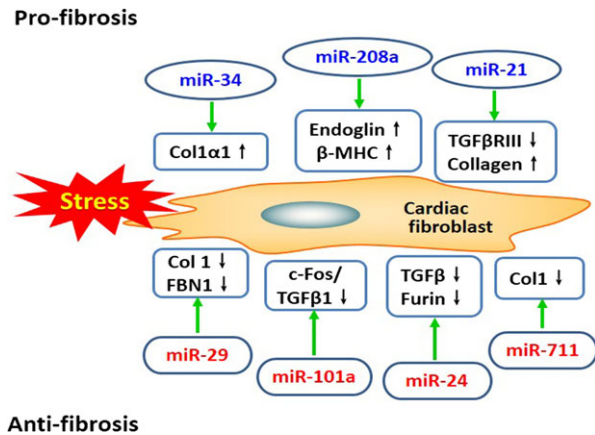 Pro-fibrosis
miR-34
miR-208a
miR-21
Col1α1 ↑
Endoglin ↑
β-MHC ↑
TGFβRIII ↓
Collagen ↑
Stress
Cardiac
fibroblast
Col 1 ↓
FBN1 ↓
c-Fos/
TGFβ1 ↓
TGFβ ↓
Furin ↓
Col1 ↓
miR-29
miR-101a
miR-24
miR-711
Anti-fibrosis